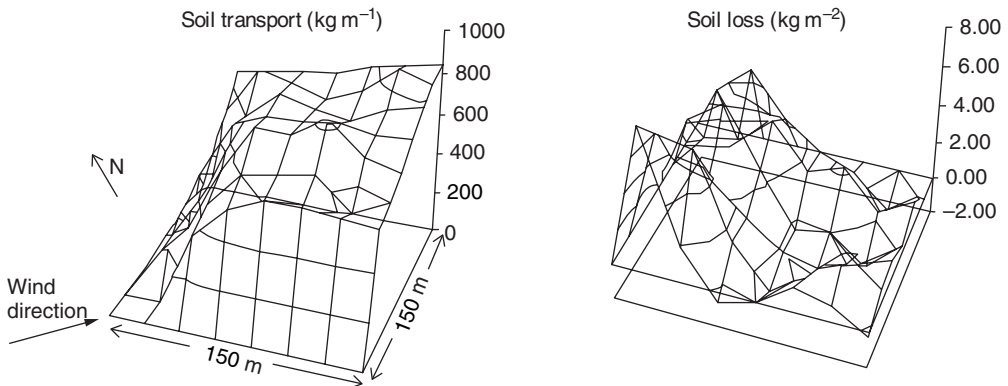 Soil transport (kg m⁻¹)
1000
800
600
400
200
0
N
Wind
direction
150 m
150 m
Soil loss (kg m⁻²)
8.00
6.00
4.00
2.00
0.00
–2.00